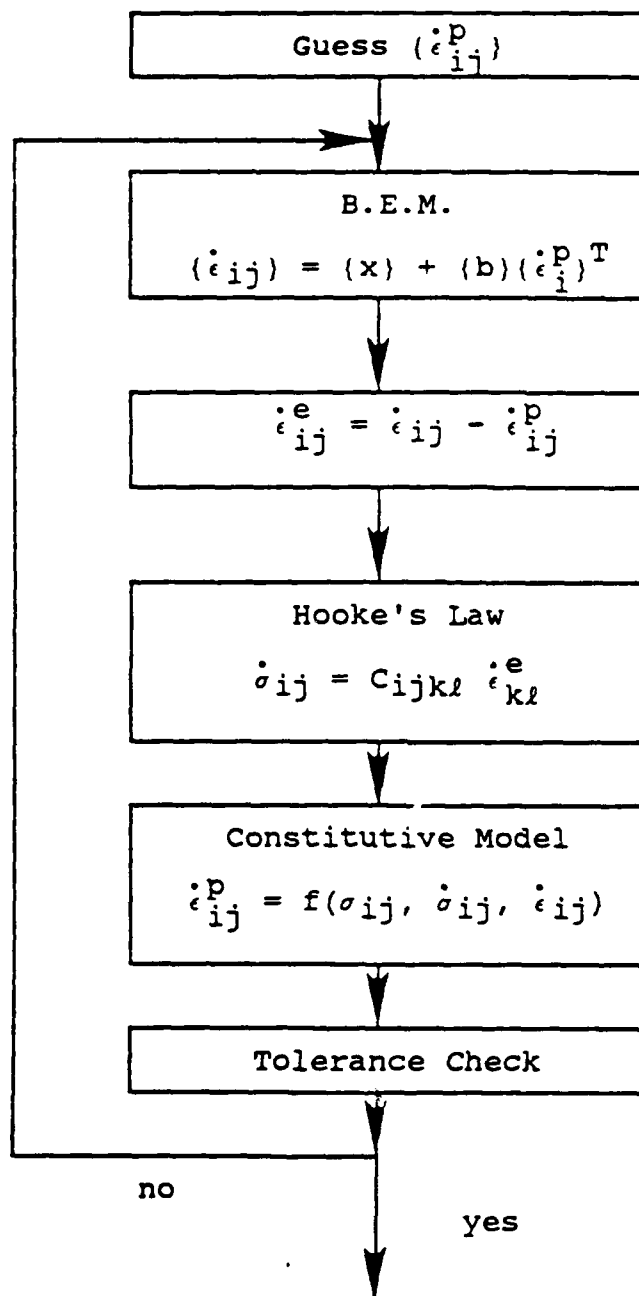 Guess {ε̇ᵖᵢⱼ}
B.E.M.
{ε̇ᵢⱼ} = {x} + {b}{ε̇ᵖᵢ}ᵀ
ε̇ᵉᵢⱼ = ε̇ᵢⱼ - ε̇ᵖᵢⱼ
Hooke's Law
σ̇ᵢⱼ = Cᵢⱼₖₗ ε̇ᵉₖₗ
Constitutive Model
ε̇ᵖᵢⱼ = f(σᵢⱼ, σ̇ᵢⱼ, ε̇ᵢⱼ)
Tolerance Check
no
yes